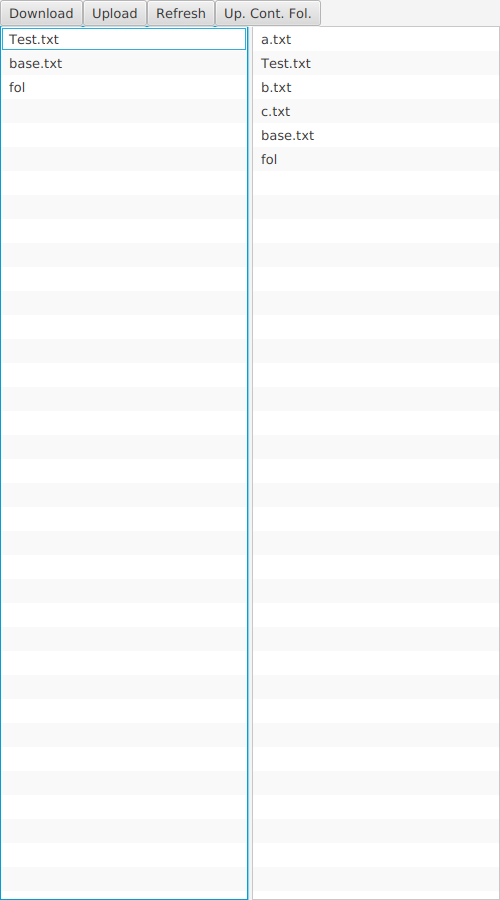 Download Upload Refresh Up. Cont. Fol.
Test.txt
base.txt
fol
a.txt
Test.txt
b.txt
c.txt
base.txt
fol